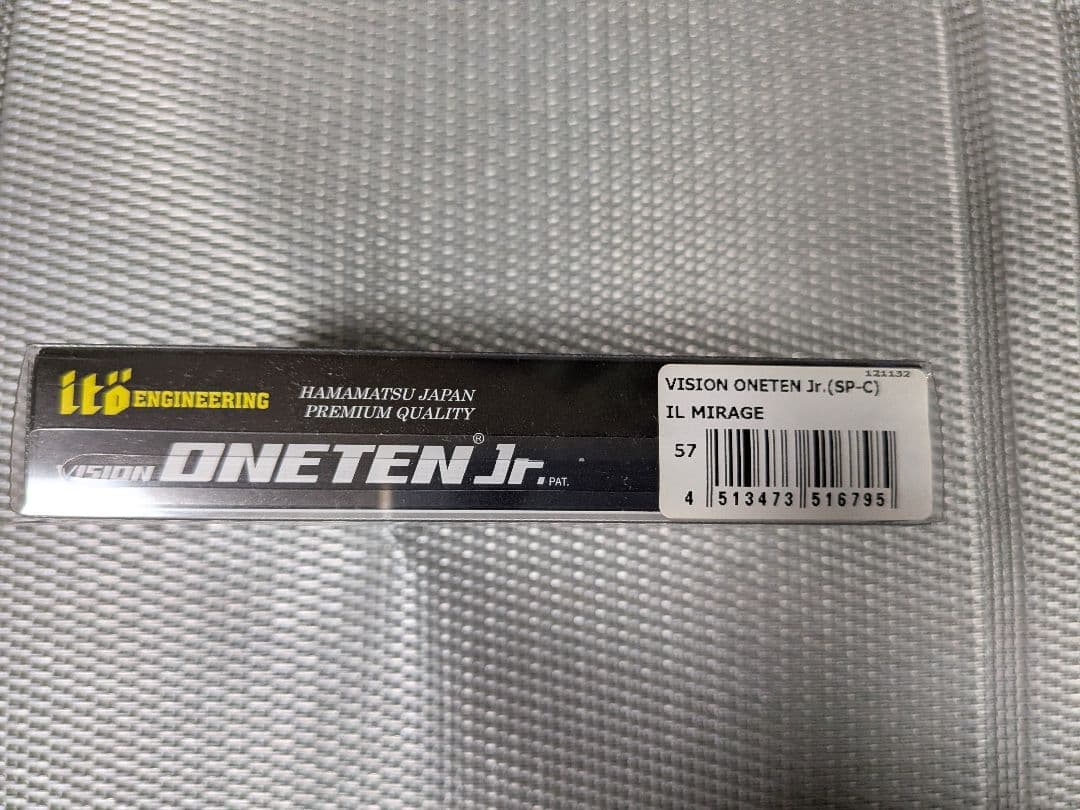 itö ENGINEERING
HAMAMATSU JAPAN
PREMIUM QUALITY
VISION ONETEN® Jr. PAT.
121132
VISION ONETEN Jr.(SP-C)
IL MIRAGE
57
4 513473 516795